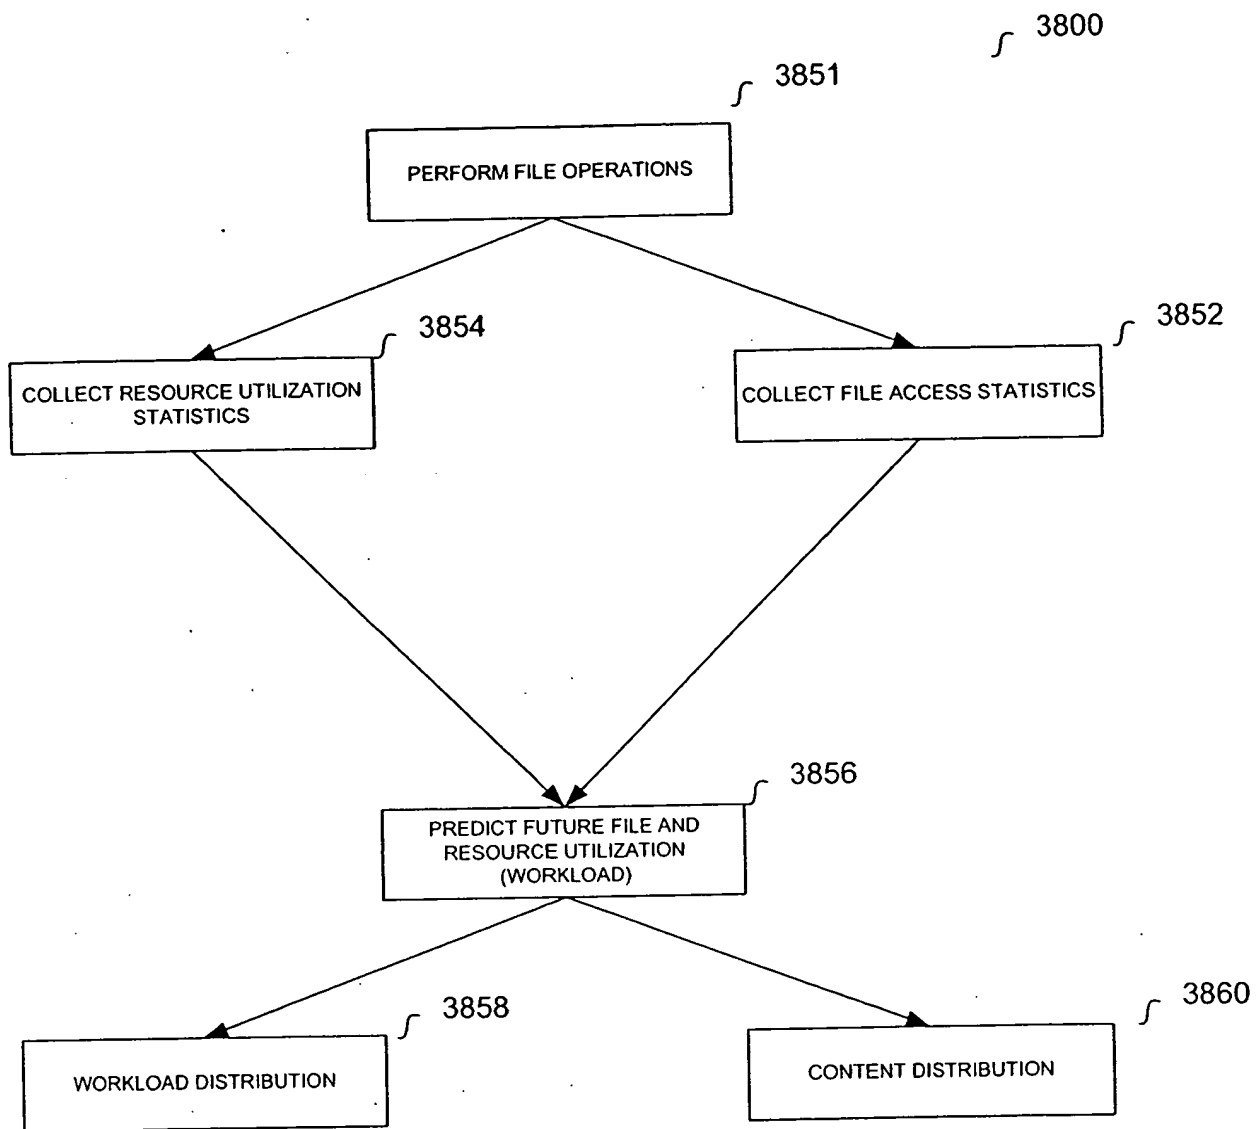 3800
3851
PERFORM FILE OPERATIONS
3854
3852
COLLECT RESOURCE UTILIZATION
STATISTICS
COLLECT FILE ACCESS STATISTICS
3856
PREDICT FUTURE FILE AND
RESOURCE UTILIZATION
(WORKLOAD)
3858
3860
WORKLOAD DISTRIBUTION
CONTENT DISTRIBUTION